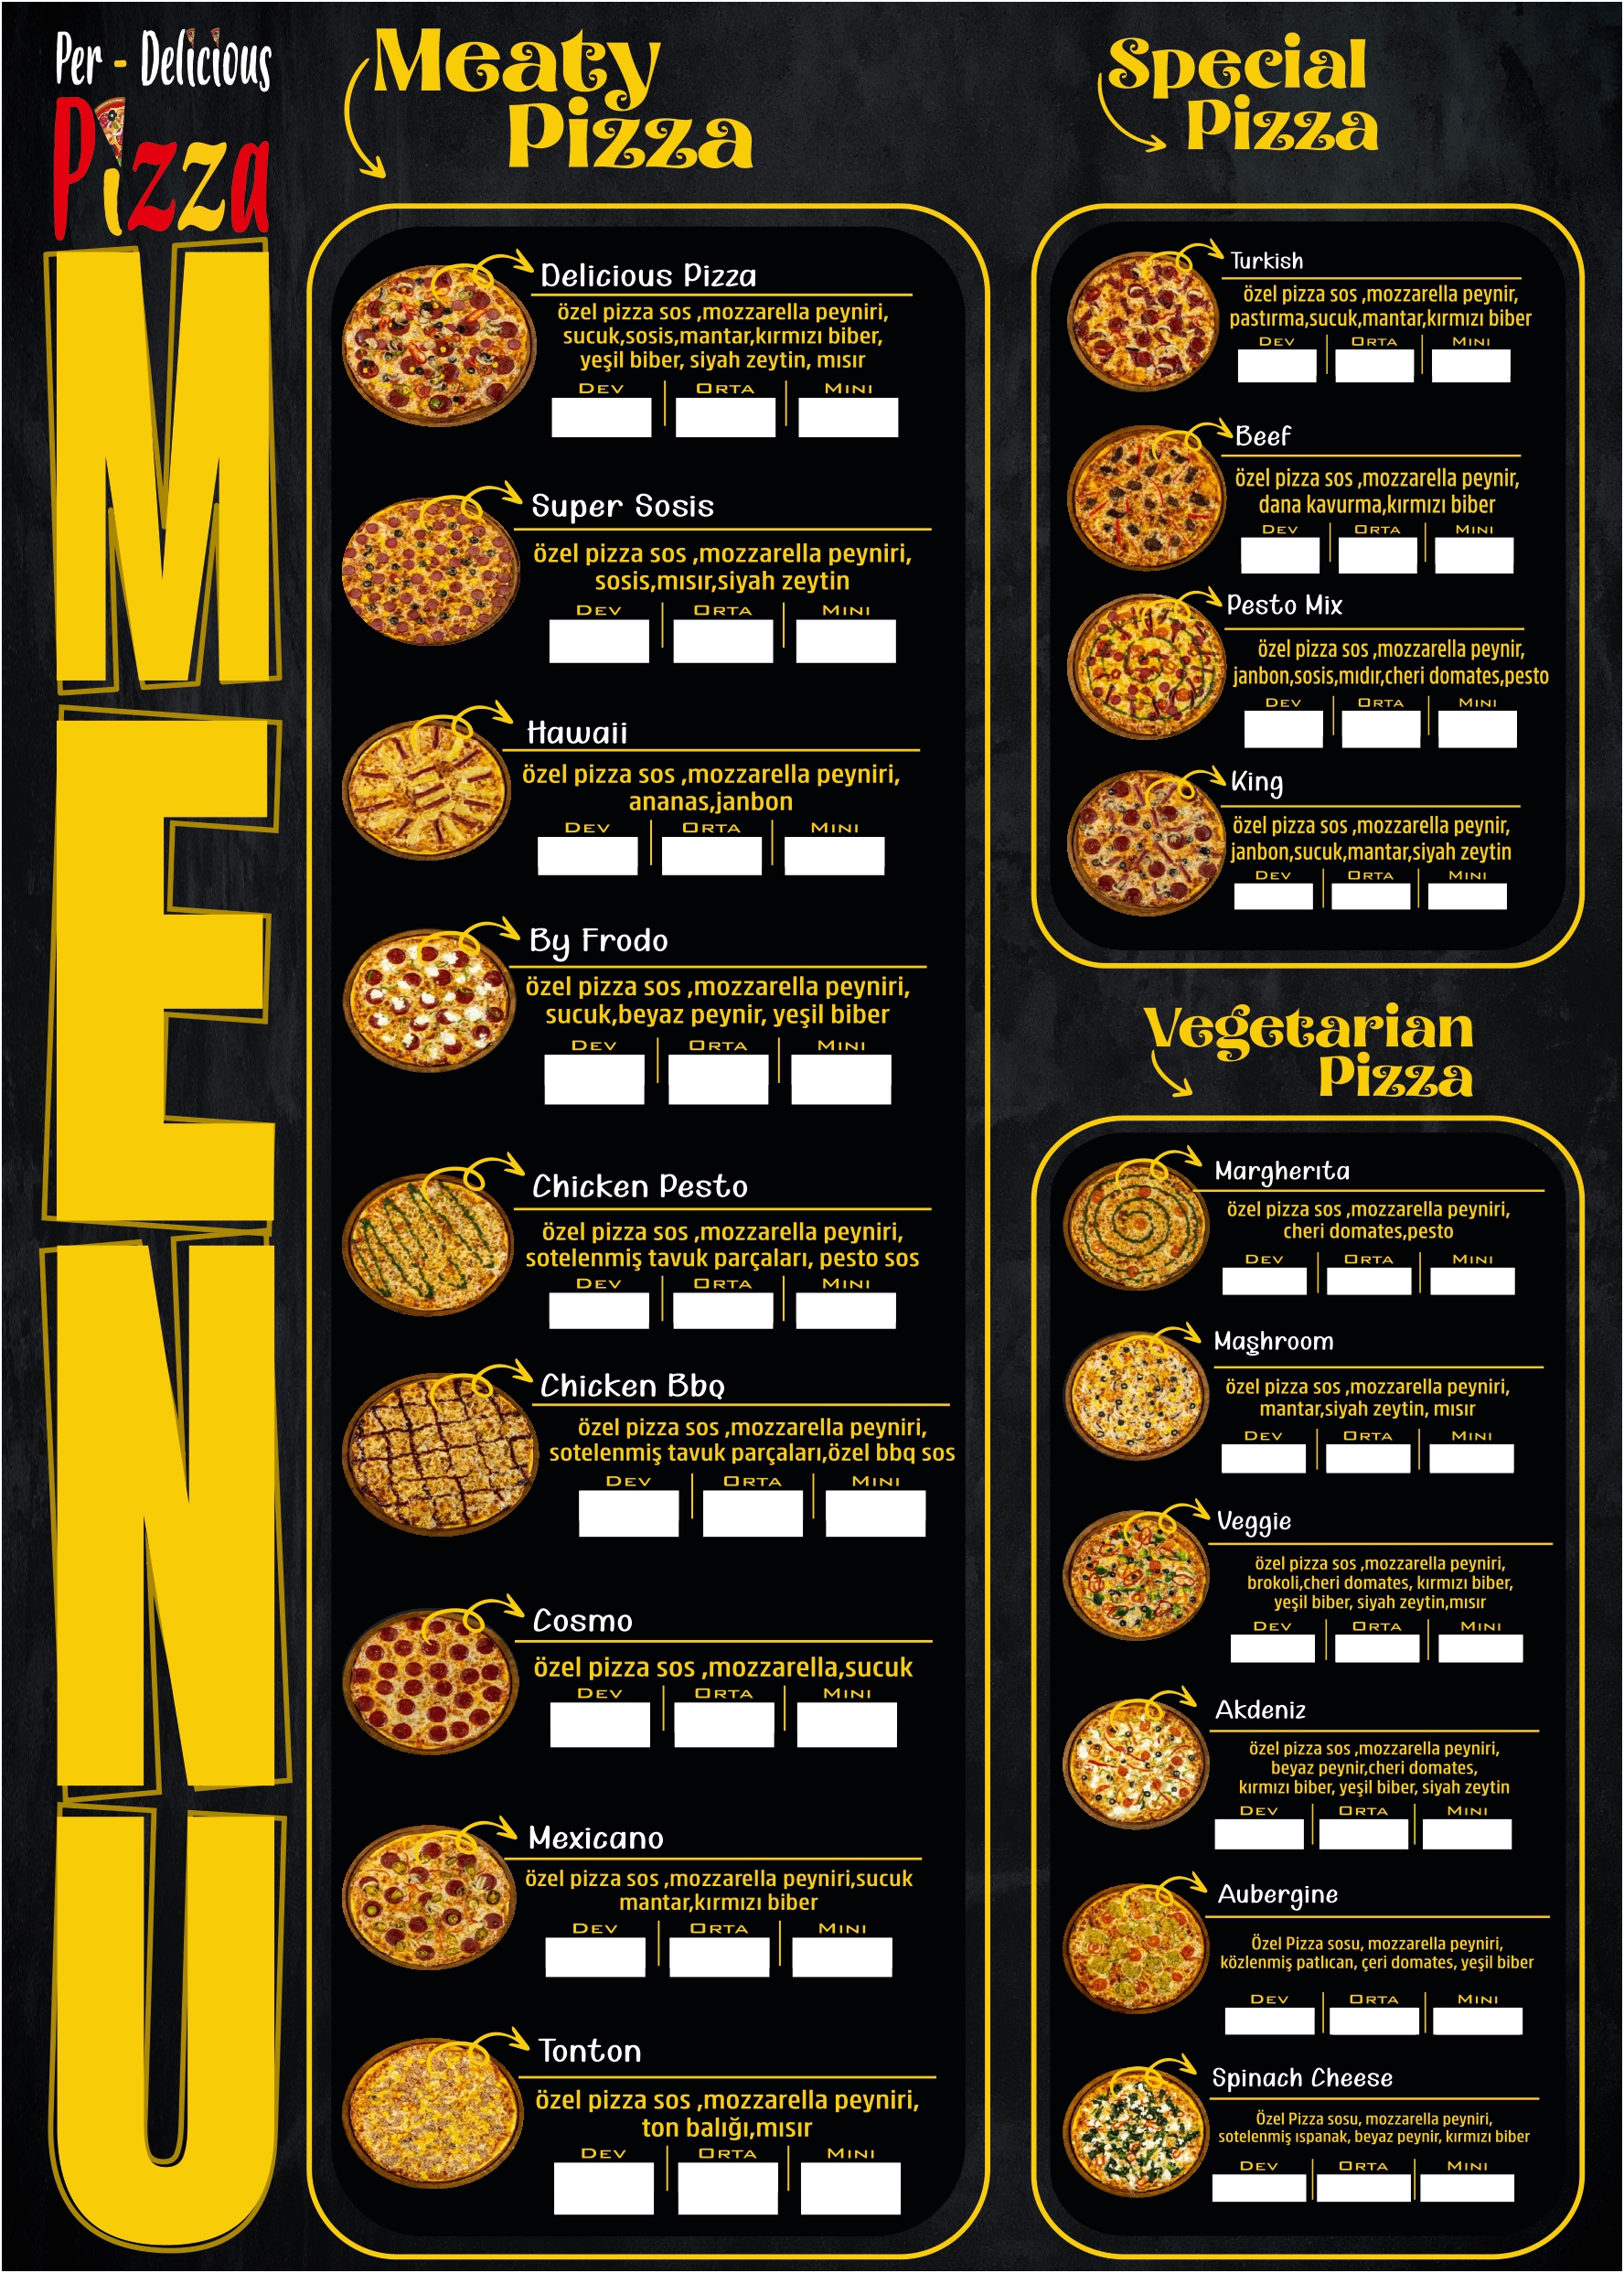 Per - Delicious
Pizza
MENU
Meaty
Pizza
Delicious Pizza
özel pizza sos ,mozzarella peyniri,
sucuk,sosis,mantar,kırmızı biber,
yeşil biber, siyah zeytin, mısır
Dev Orta Mini
Super Sosis
özel pizza sos ,mozzarella peyniri,
sosis,mısır,siyah zeytin
Dev Orta Mini
Hawaii
özel pizza sos ,mozzarella peyniri,
ananas,janbon
Dev Orta Mini
By Frodo
özel pizza sos ,mozzarella peyniri,
sucuk,beyaz peynir, yeşil biber
Dev Orta Mini
Chicken Pesto
özel pizza sos ,mozzarella peyniri,
sotelenmiş tavuk parçaları, pesto sos
Dev Orta Mini
Chicken Bbq
özel pizza sos ,mozzarella peyniri,
sotelenmiş tavuk parçaları,özel bbq sos
Dev Orta Mini
Cosmo
özel pizza sos ,mozzarella,sucuk
Dev Orta Mini
Mexicano
özel pizza sos ,mozzarella peyniri,sucuk
mantar,kırmızı biber
Dev Orta Mini
Tonton
özel pizza sos ,mozzarella peyniri,
ton balığı,mısır
Dev Orta Mini
Special
Pizza
Turkish
özel pizza sos ,mozzarella peynir,
pastırma,sucuk,mantar,kırmızı biber
Dev Orta Mini
Beef
özel pizza sos ,mozzarella peynir,
dana kavurma,kırmızı biber
Dev Orta Mini
Pesto Mix
özel pizza sos ,mozzarella peynir,
janbon,sosis,mıdır,cheri domates,pesto
Dev Orta Mini
King
özel pizza sos ,mozzarella peynir,
janbon,sucuk,mantar,siyah zeytin
Dev Orta Mini
Vegetarian
Pizza
Margherıta
özel pizza sos ,mozzarella peyniri,
cheri domates,pesto
Dev Orta Mini
Maşhroom
özel pizza sos ,mozzarella peyniri,
mantar,siyah zeytin, mısır
Dev Orta Mini
Veggie
özel pizza sos ,mozzarella peyniri,
brokoli,cheri domates, kırmızı biber,
yeşil biber, siyah zeytin,mısır
Dev Orta Mini
Akdeniz
özel pizza sos ,mozzarella peyniri,
beyaz peynir,cheri domates,
kırmızı biber, yeşil biber, siyah zeytin
Dev Orta Mini
Aubergine
Özel Pizza sosu, mozzarella peyniri,
közlenmiş patlıcan, çeri domates, yeşil biber
Dev Orta Mini
Spinach Cheese
Özel Pizza sosu, mozzarella peyniri,
sotelenmiş ıspanak, beyaz peynir, kırmızı biber
Dev Orta Mini